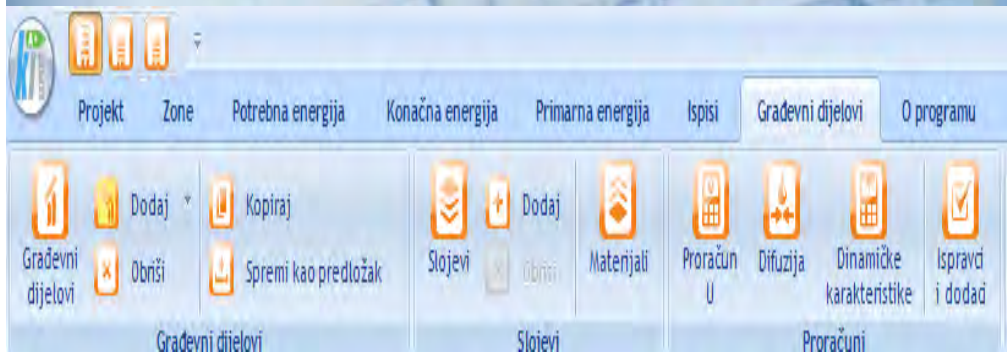 Projekt Zone Potrebna energija Konačna energija Primarna energija Ispisi Građevni dijelovi O programu
Građevni
dijelovi
Dodaj
Obriši
Kopiraj
Spremi kao predložak
Građevni dijelovi
Slojevi
Dodaj
Obriši
Materijali
Slojevi
Proračun
U
Difuzija
Dinamičke
karakteristike
Ispravci
i dodaci
Proračuni